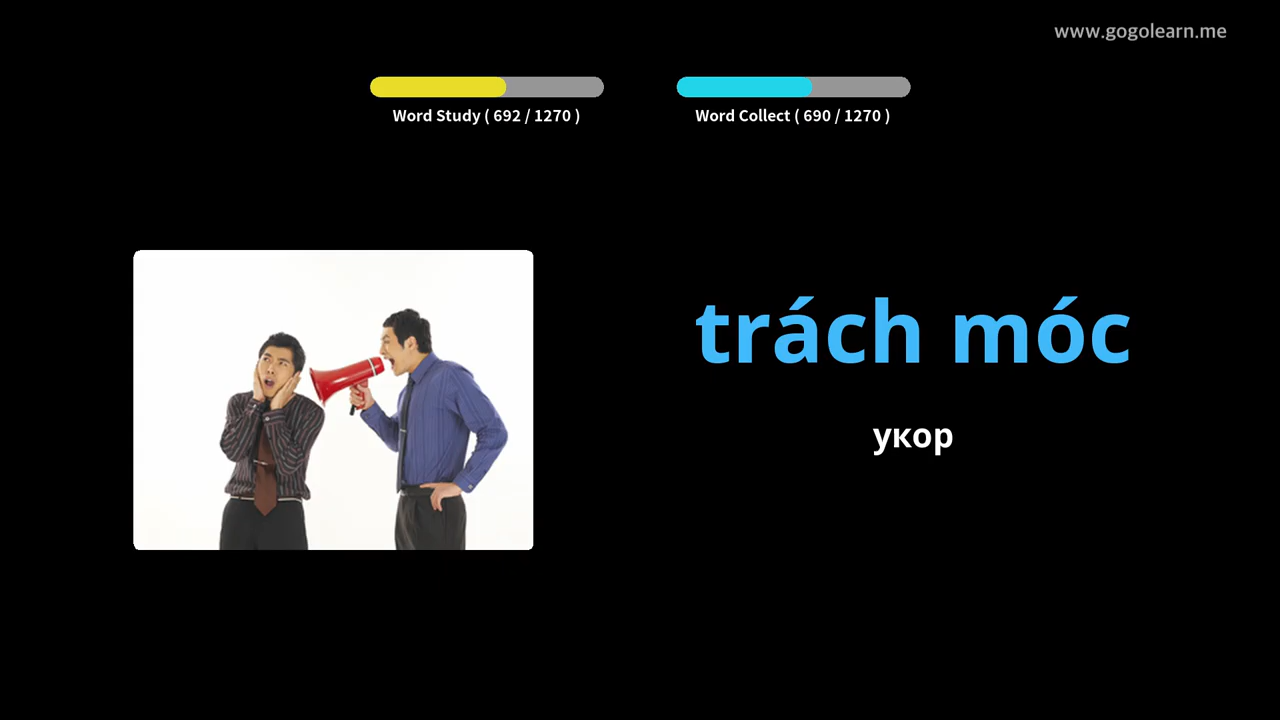 www.gogolearn.me
Word Study ( 692 / 1270 )
Word Collect ( 690 / 1270 )
trách móc
укор